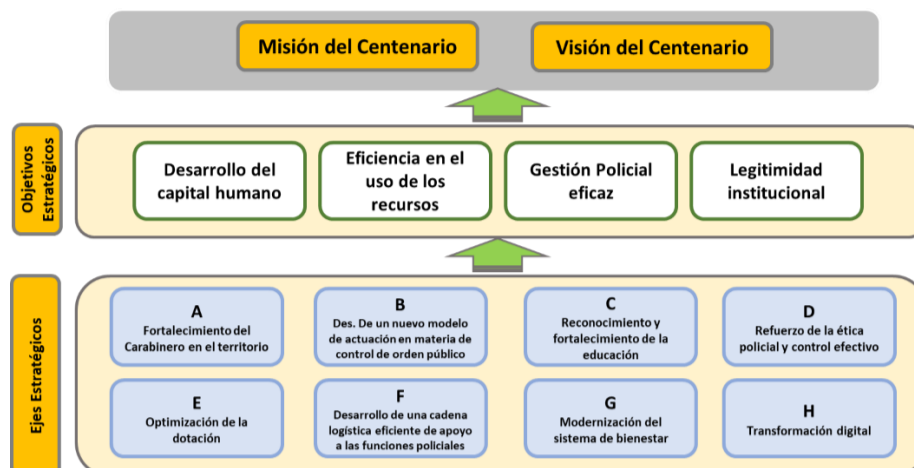 Misión del Centenario
Visión del Centenario
Objetivos
Estratégicos
Desarrollo del
capital humano
Eficiencia en el
uso de los
recursos
Gestión Policial
eficaz
Legitimidad
institucional
Ejes Estratégicos
A
Fortalecimiento del
Carabinero en el territorio
B
Des. De un nuevo modelo
de actuación en materia de
control de orden público
C
Reconocimiento y
fortalecimiento de la
educación
D
Refuerzo de la ética
policial y control efectivo
E
Optimización de la
dotación
F
Desarrollo de una cadena
logística eficiente de apoyo
a las funciones policiales
G
Modernización del
sistema de bienestar
H
Transformación digital